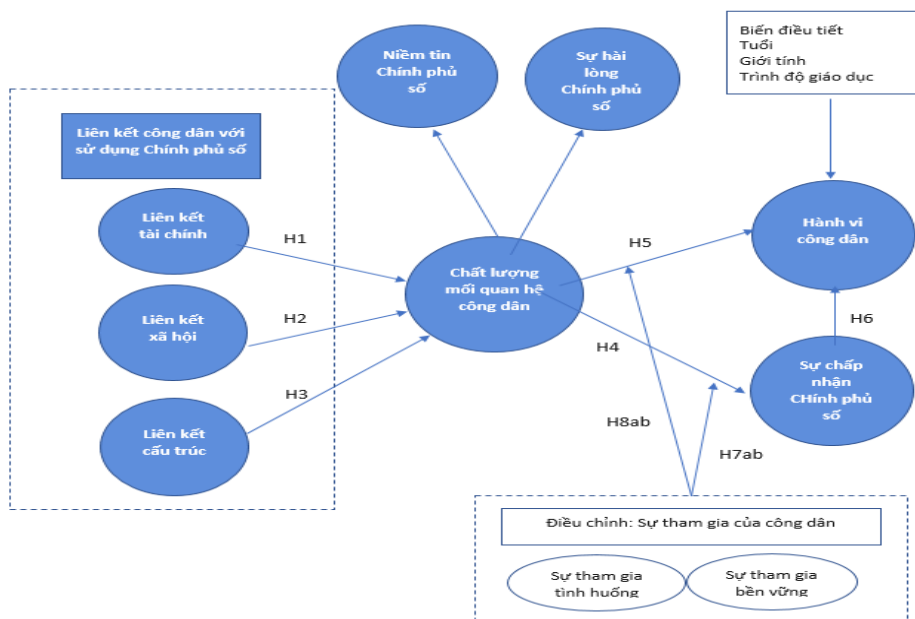 Niềm tin
Chính phủ
số
Sự hài
lòng
Chính phủ
số
Biến điều tiết
Tuổi
Giới tính
Trình độ giáo dục
Liên kết công dân với
sử dụng Chính phủ số
Liên kết
tài chính
H1
Hành vi
công dân
H5
Chất lượng
mối quan hệ
công dân
Liên kết
xã hội
H2
H6
H4
Sự chấp
nhận
CHính phủ
số
H3
Liên kết
cấu trúc
H8ab
H7ab
Điều chỉnh: Sự tham gia của công dân
Sự tham gia
tình huống
Sự tham gia
bền vững